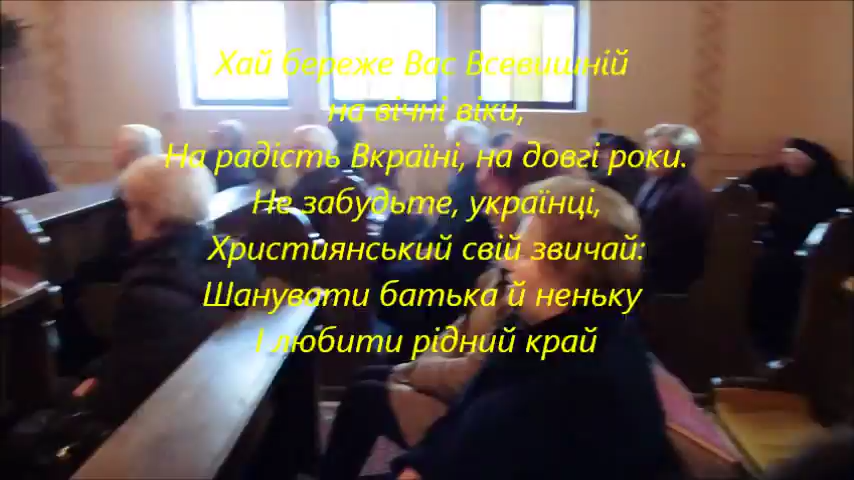 Хай береже Вас Всевишній
на вічні віки,
На радість Вкраїні, на довгі роки.
Не забудьте, українці,
Християнський свій звичай:
Шанувати батька й неньку
І любити рідний край